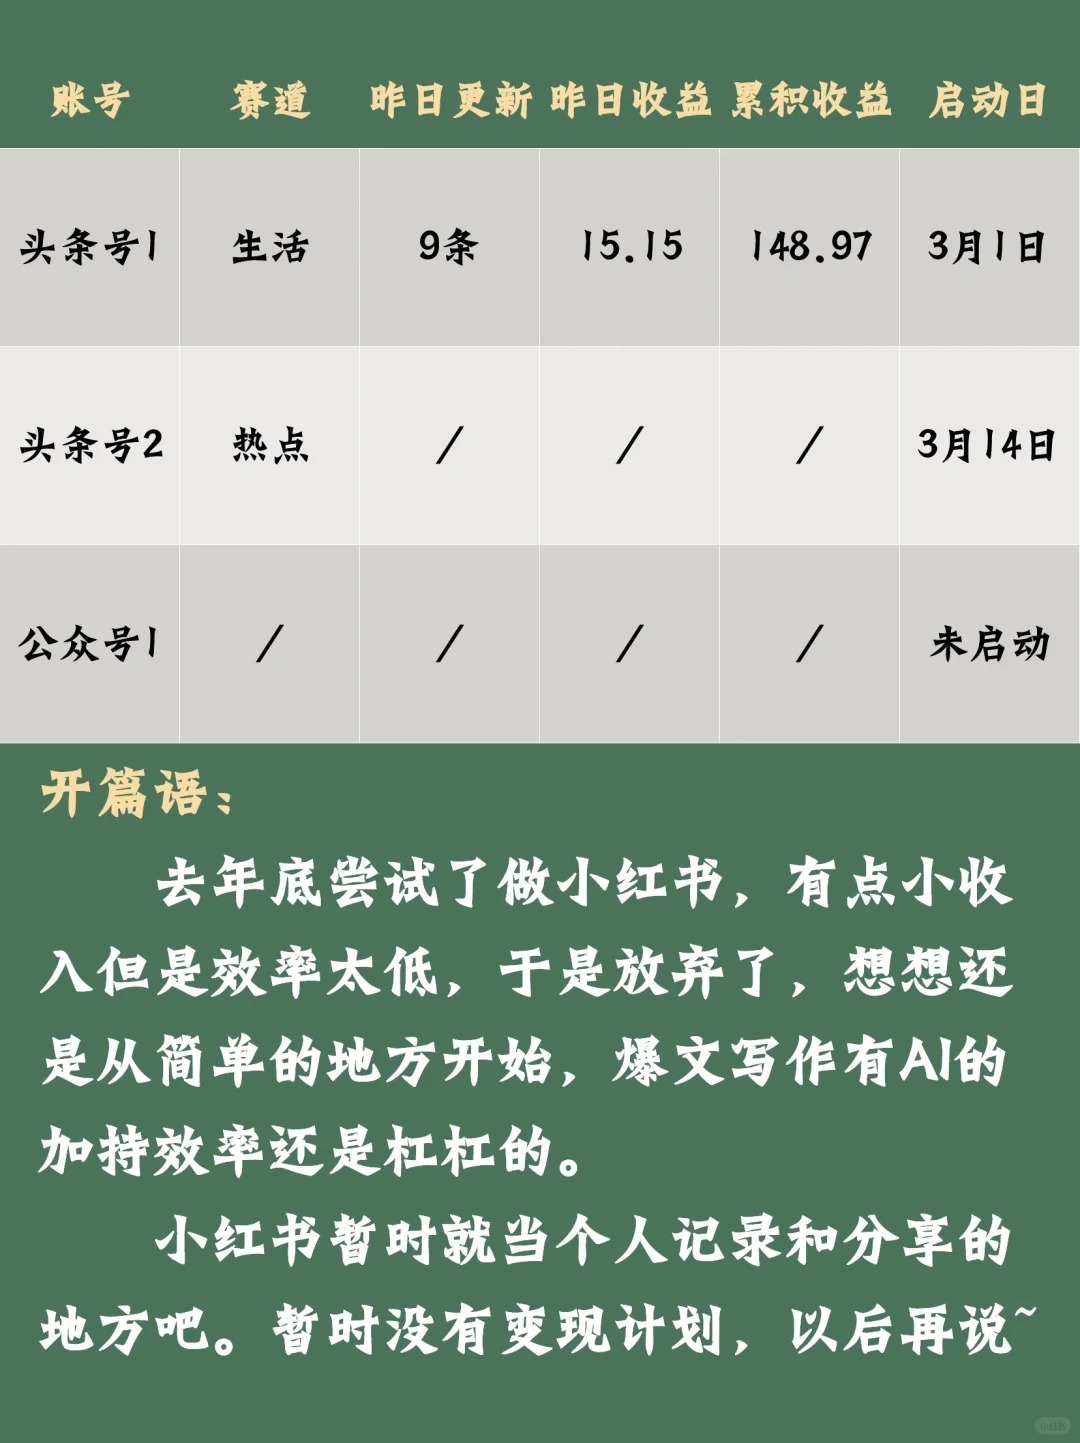 账号 赛道 昨日更新 昨日收益 累积收益 启动日
头条号1 生活 9条 15.15 148.97 3月1日
头条号2 热点 / / / 3月14日
公众号1 / / / / 未启动
开篇语：
去年底尝试了做小红书，有点小收
入但是效率太低，于是放弃了，想想还
是从简单的地方开始，爆文写作有AI的
加持效率还是杠杠的。
小红书暂时就当个人记录和分享的
地方吧。暂时没有变现计划，以后再说~
小红书